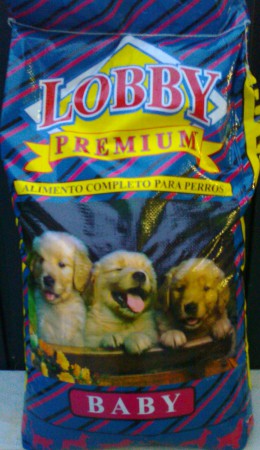 LOBBY
PREMIUM
ALIMENTO COMPLETO PARA PERROS
BABY